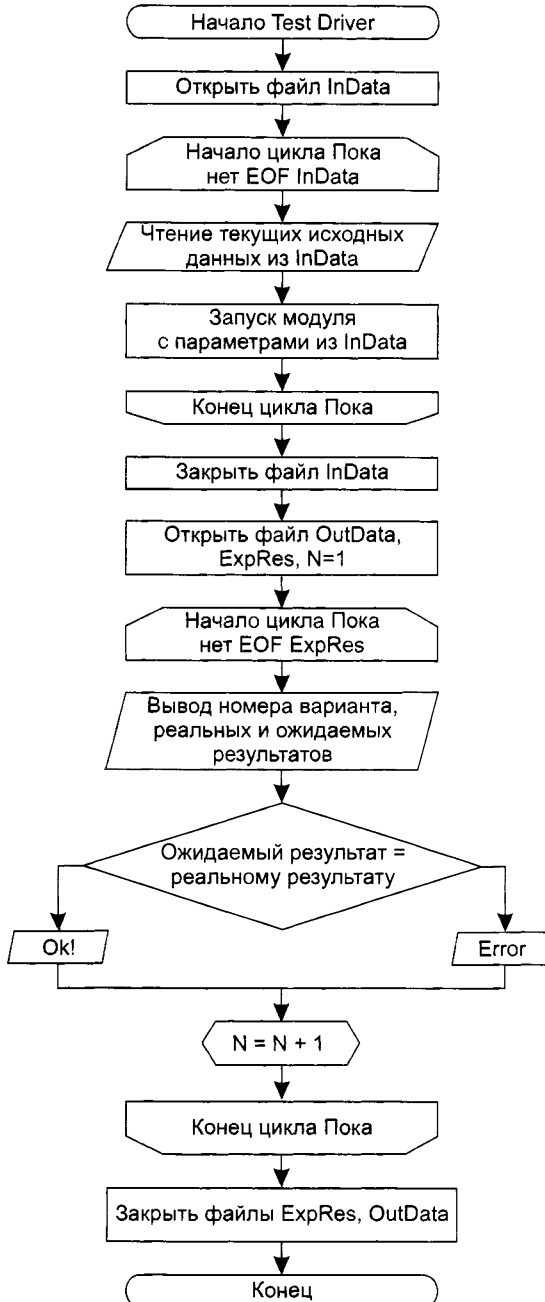 Начало Test Driver
Открыть файл InData
Начало цикла Пока
нет EOF InData
Чтение текущих исходных
данных из InData
Запуск модуля
с параметрами из InData
Конец цикла Пока
Закрыть файл InData
Открыть файл OutData,
ExpRes, N=1
Начало цикла Пока
нет EOF ExpRes
Вывод номера варианта,
реальных и ожидаемых
результатов
Ожидаемый результат =
реальному результату
Ok!
Error
N = N + 1
Конец цикла Пока
Закрыть файлы ExpRes, OutData
Конец